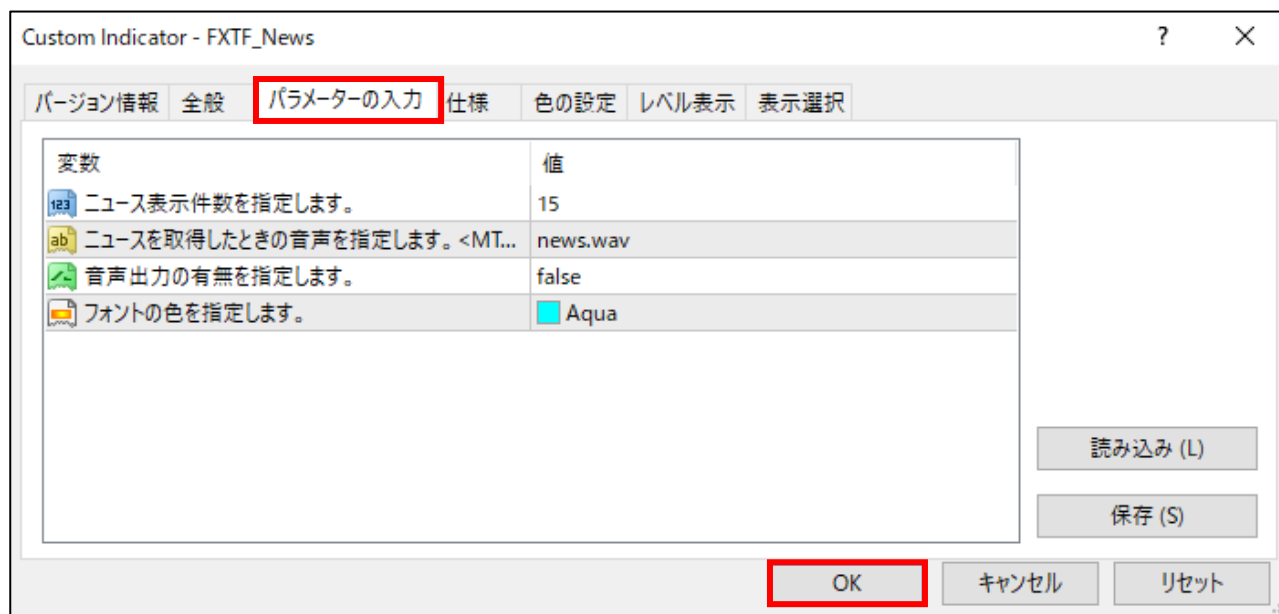 Custom Indicator - FXTF_News ? ×
バージョン情報 全般 パラメーターの入力 仕様 色の設定 レベル表示 表示選択
変数 値
123 ニュース表示件数を指定します。 15
ab ニュースを取得したときの音声を指定します。<MT... news.wav
音声出力の有無を指定します。 false
フォントの色を指定します。 Aqua
読み込み (L)
保存 (S)
OK キャンセル リセット